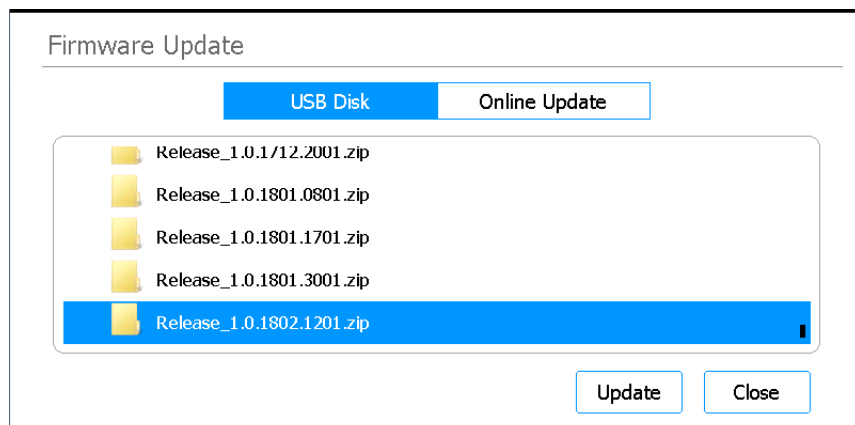 Firmware Update
USB Disk Online Update
Release_1.0.1712.2001.zip
Release_1.0.1801.0801.zip
Release_1.0.1801.1701.zip
Release_1.0.1801.3001.zip
Release_1.0.1802.1201.zip
Update Close